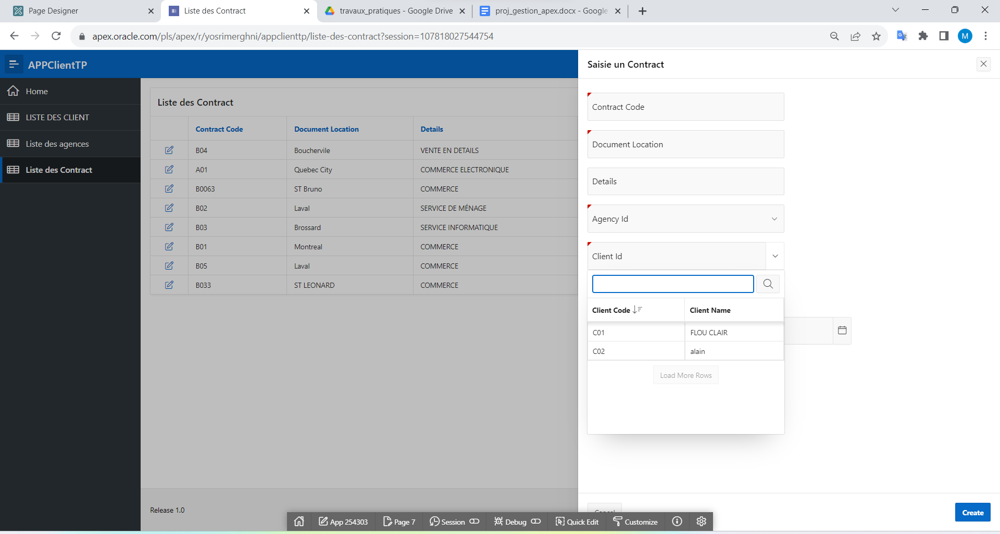 Page Designer
Liste des Contract
travaux_pratiques - Google Drive
proj_gestion_apex.docx - Google
apex.oracle.com/pls/apex/r/yosrimerghni/appclienttp/liste-des-contract?session=107818027544754
M
APPClientTP
Home
LISTE DES CLIENT
Liste des agences
Liste des Contract
Liste des Contract
Contract Code Document Location Details
B04 Bouchervile VENTE EN DETAILS
A01 Quebec City COMMERCE ELECTRONIQUE
B0063 ST Bruno COMMERCE
B02 Laval SERVICE DE MÉNAGE
B03 Brossard SERVICE INFORMATIQUE
B01 Montreal COMMERCE
B05 Laval COMMERCE
B033 ST LEONARD COMMERCE
Release 1.0
Saisie un Contract
Contract Code
Document Location
Details
Agency Id
Client Id
Client Code Client Name
C01 FLOU CLAIR
C02 alain
Load More Rows
Cancel
Create
App 254303 Page 7 Session Debug Quick Edit Customize